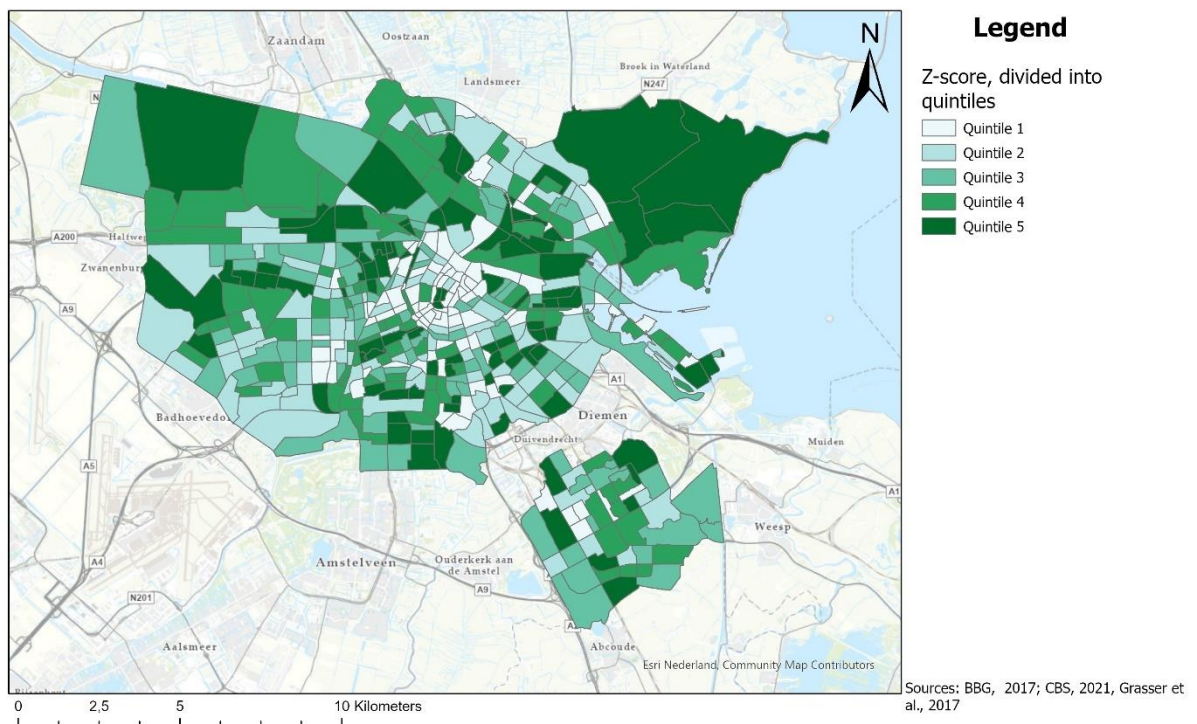 Legend
Z-score, divided into
quintiles
Quintile 1
Quintile 2
Quintile 3
Quintile 4
Quintile 5
N
Zaandam
Oostzaan
Landsmeer
Broek in Waterland
N247
A200
Halfweg
Zwanenburg
A9
A1
Diemen
Duivendrecht
Badhoevedor
Muiden
A5
A1
Weesp
A4
Amstelveen
Ouderkerk aan
de Amstel
A9
N201
Aalsmeer
Abcoude
Esri Nederland, Community Map Contributors
Sources: BBG, 2017; CBS, 2021, Grasser et
al., 2017
0 2,5 5 10 Kilometers